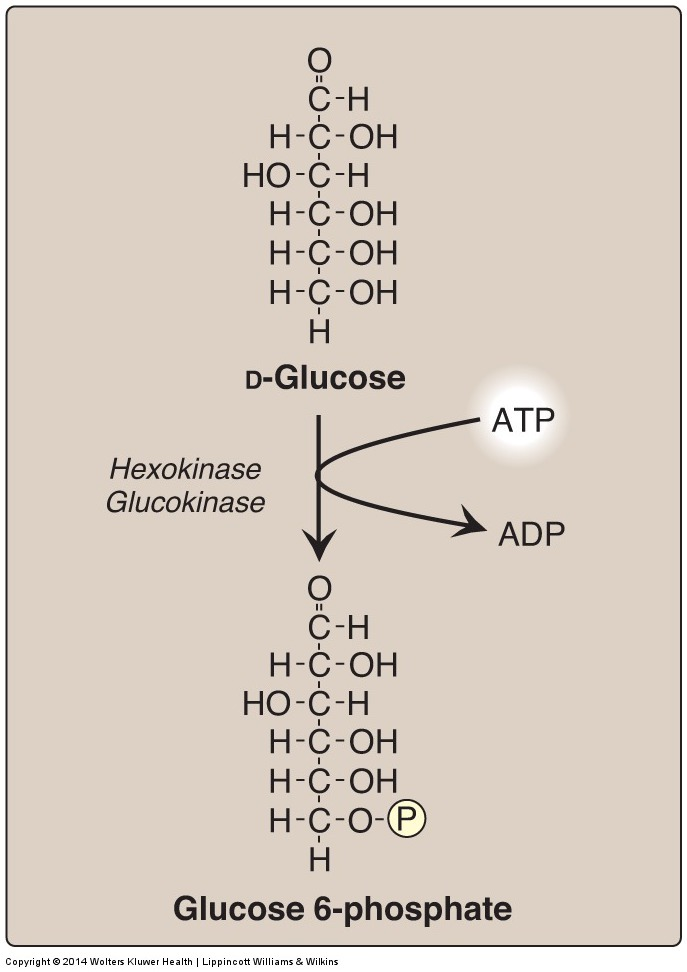 O
C-H
H-C-OH
HO-C-H
H-C-OH
H-C-OH
H-C-OH
H
D-Glucose
ATP
Hexokinase
Glucokinase
ADP
O
C-H
H-C-OH
HO-C-H
H-C-OH
H-C-OH
H-C-O-P
H
Glucose 6-phosphate
Copyright © 2014 Wolters Kluwer Health | Lippincott Williams & Wilkins